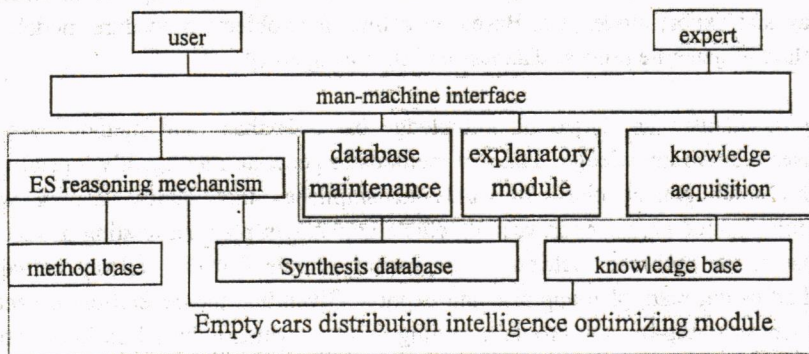 user
expert
man-machine interface
database
maintenance
explanatory
module
knowledge
acquisition
ES reasoning mechanism
method base
Synthesis database
knowledge base
Empty cars distribution intelligence optimizing module